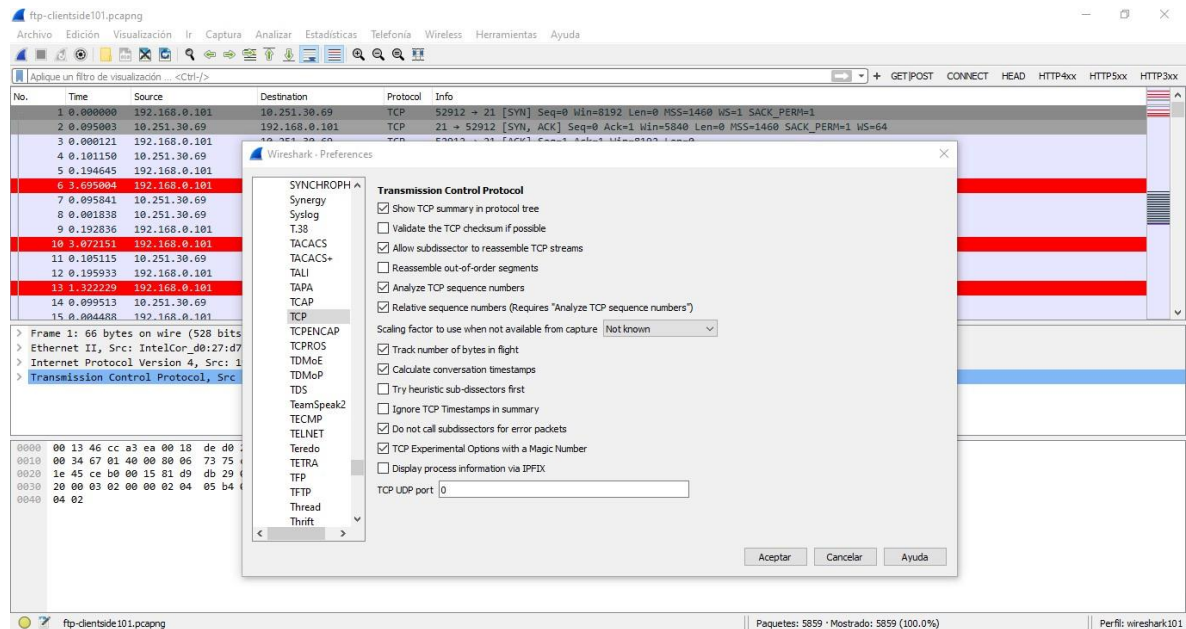 ftp-clientside101.pcapng
Archivo Edición Visualización Ir Captura Analizar Estadísticas Telefonía Wireless Herramientas Ayuda
Aplique un filtro de visualización ... <Ctrl-/> + GET|POST CONNECT HEAD HTTP4xx HTTP5xx HTTP3xx
No. Time Source Destination Protocol Info
1 0.000000 192.168.0.101 10.251.30.69 TCP 52912 → 21 [SYN] Seq=0 Win=8192 Len=0 MSS=1460 WS=1 SACK_PERM=1
2 0.095003 10.251.30.69 192.168.0.101 TCP 21 → 52912 [SYN, ACK] Seq=0 Ack=1 Win=5840 Len=0 MSS=1460 SACK_PERM=1 WS=64
3 0.000121 192.168.0.101 10.251.30.69 TCP 52912 → 21 [ACK] Seq=1 Ack=1 Win=8192 Len=0
4 0.101150 10.251.30.69
5 0.194645 192.168.0.101
6 3.695004 192.168.0.101
7 0.095841 10.251.30.69
8 0.001838 10.251.30.69
9 0.192836 192.168.0.101
10 3.072151 192.168.0.101
11 0.105115 10.251.30.69
12 0.195933 192.168.0.101
13 1.322229 192.168.0.101
14 0.099513 10.251.30.69
15 0.004488 192.168.0.101
> Frame 1: 66 bytes on wire (528 bits
> Ethernet II, Src: IntelCor_d0:27:d7
> Internet Protocol Version 4, Src: 1
> Transmission Control Protocol, Src
0000 00 13 46 cc a3 ea 00 18 de d0
0010 00 34 67 01 40 00 80 06 73 75
0020 1e 45 ce b0 00 15 81 d9 db 29
0030 20 00 03 02 00 00 02 04 05 b4
0040 04 02
Wireshark · Preferences
SYNCHROPH
Synergy
Syslog
T.38
TACACS
TACACS+
TALI
TAPA
TCAP
TCP
TCPENCAP
TCPROS
TDMoE
TDMoP
TDS
TeamSpeak2
TECMP
TELNET
Teredo
TETRA
TFP
TFTP
Thread
Thrift
Transmission Control Protocol
Show TCP summary in protocol tree
Validate the TCP checksum if possible
Allow subdissector to reassemble TCP streams
Reassemble out-of-order segments
Analyze TCP sequence numbers
Relative sequence numbers (Requires "Analyze TCP sequence numbers")
Scaling factor to use when not available from capture Not known
Track number of bytes in flight
Calculate conversation timestamps
Try heuristic sub-dissectors first
Ignore TCP Timestamps in summary
Do not call subdissectors for error packets
TCP Experimental Options with a Magic Number
Display process information via IPFIX
TCP UDP port 0
Aceptar Cancelar Ayuda
ftp-clientside101.pcapng Paquetes: 5859 · Mostrado: 5859 (100.0%) Perfil: wireshark101